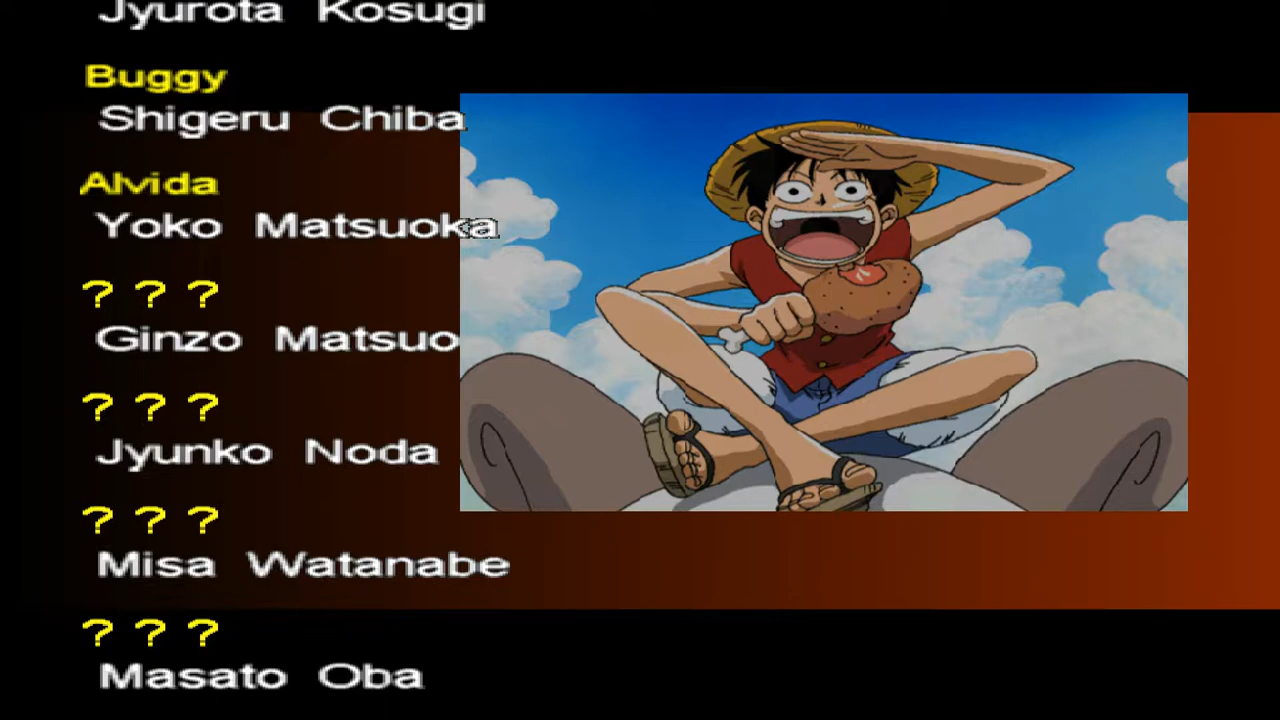 Jyurota Kosugi
Buggy
Shigeru Chiba
Alvida
Yoko Matsuoka
? ? ?
Ginzo Matsuo
? ? ?
Jyunko Noda
? ? ?
Misa Watanabe
? ? ?
Masato Oba